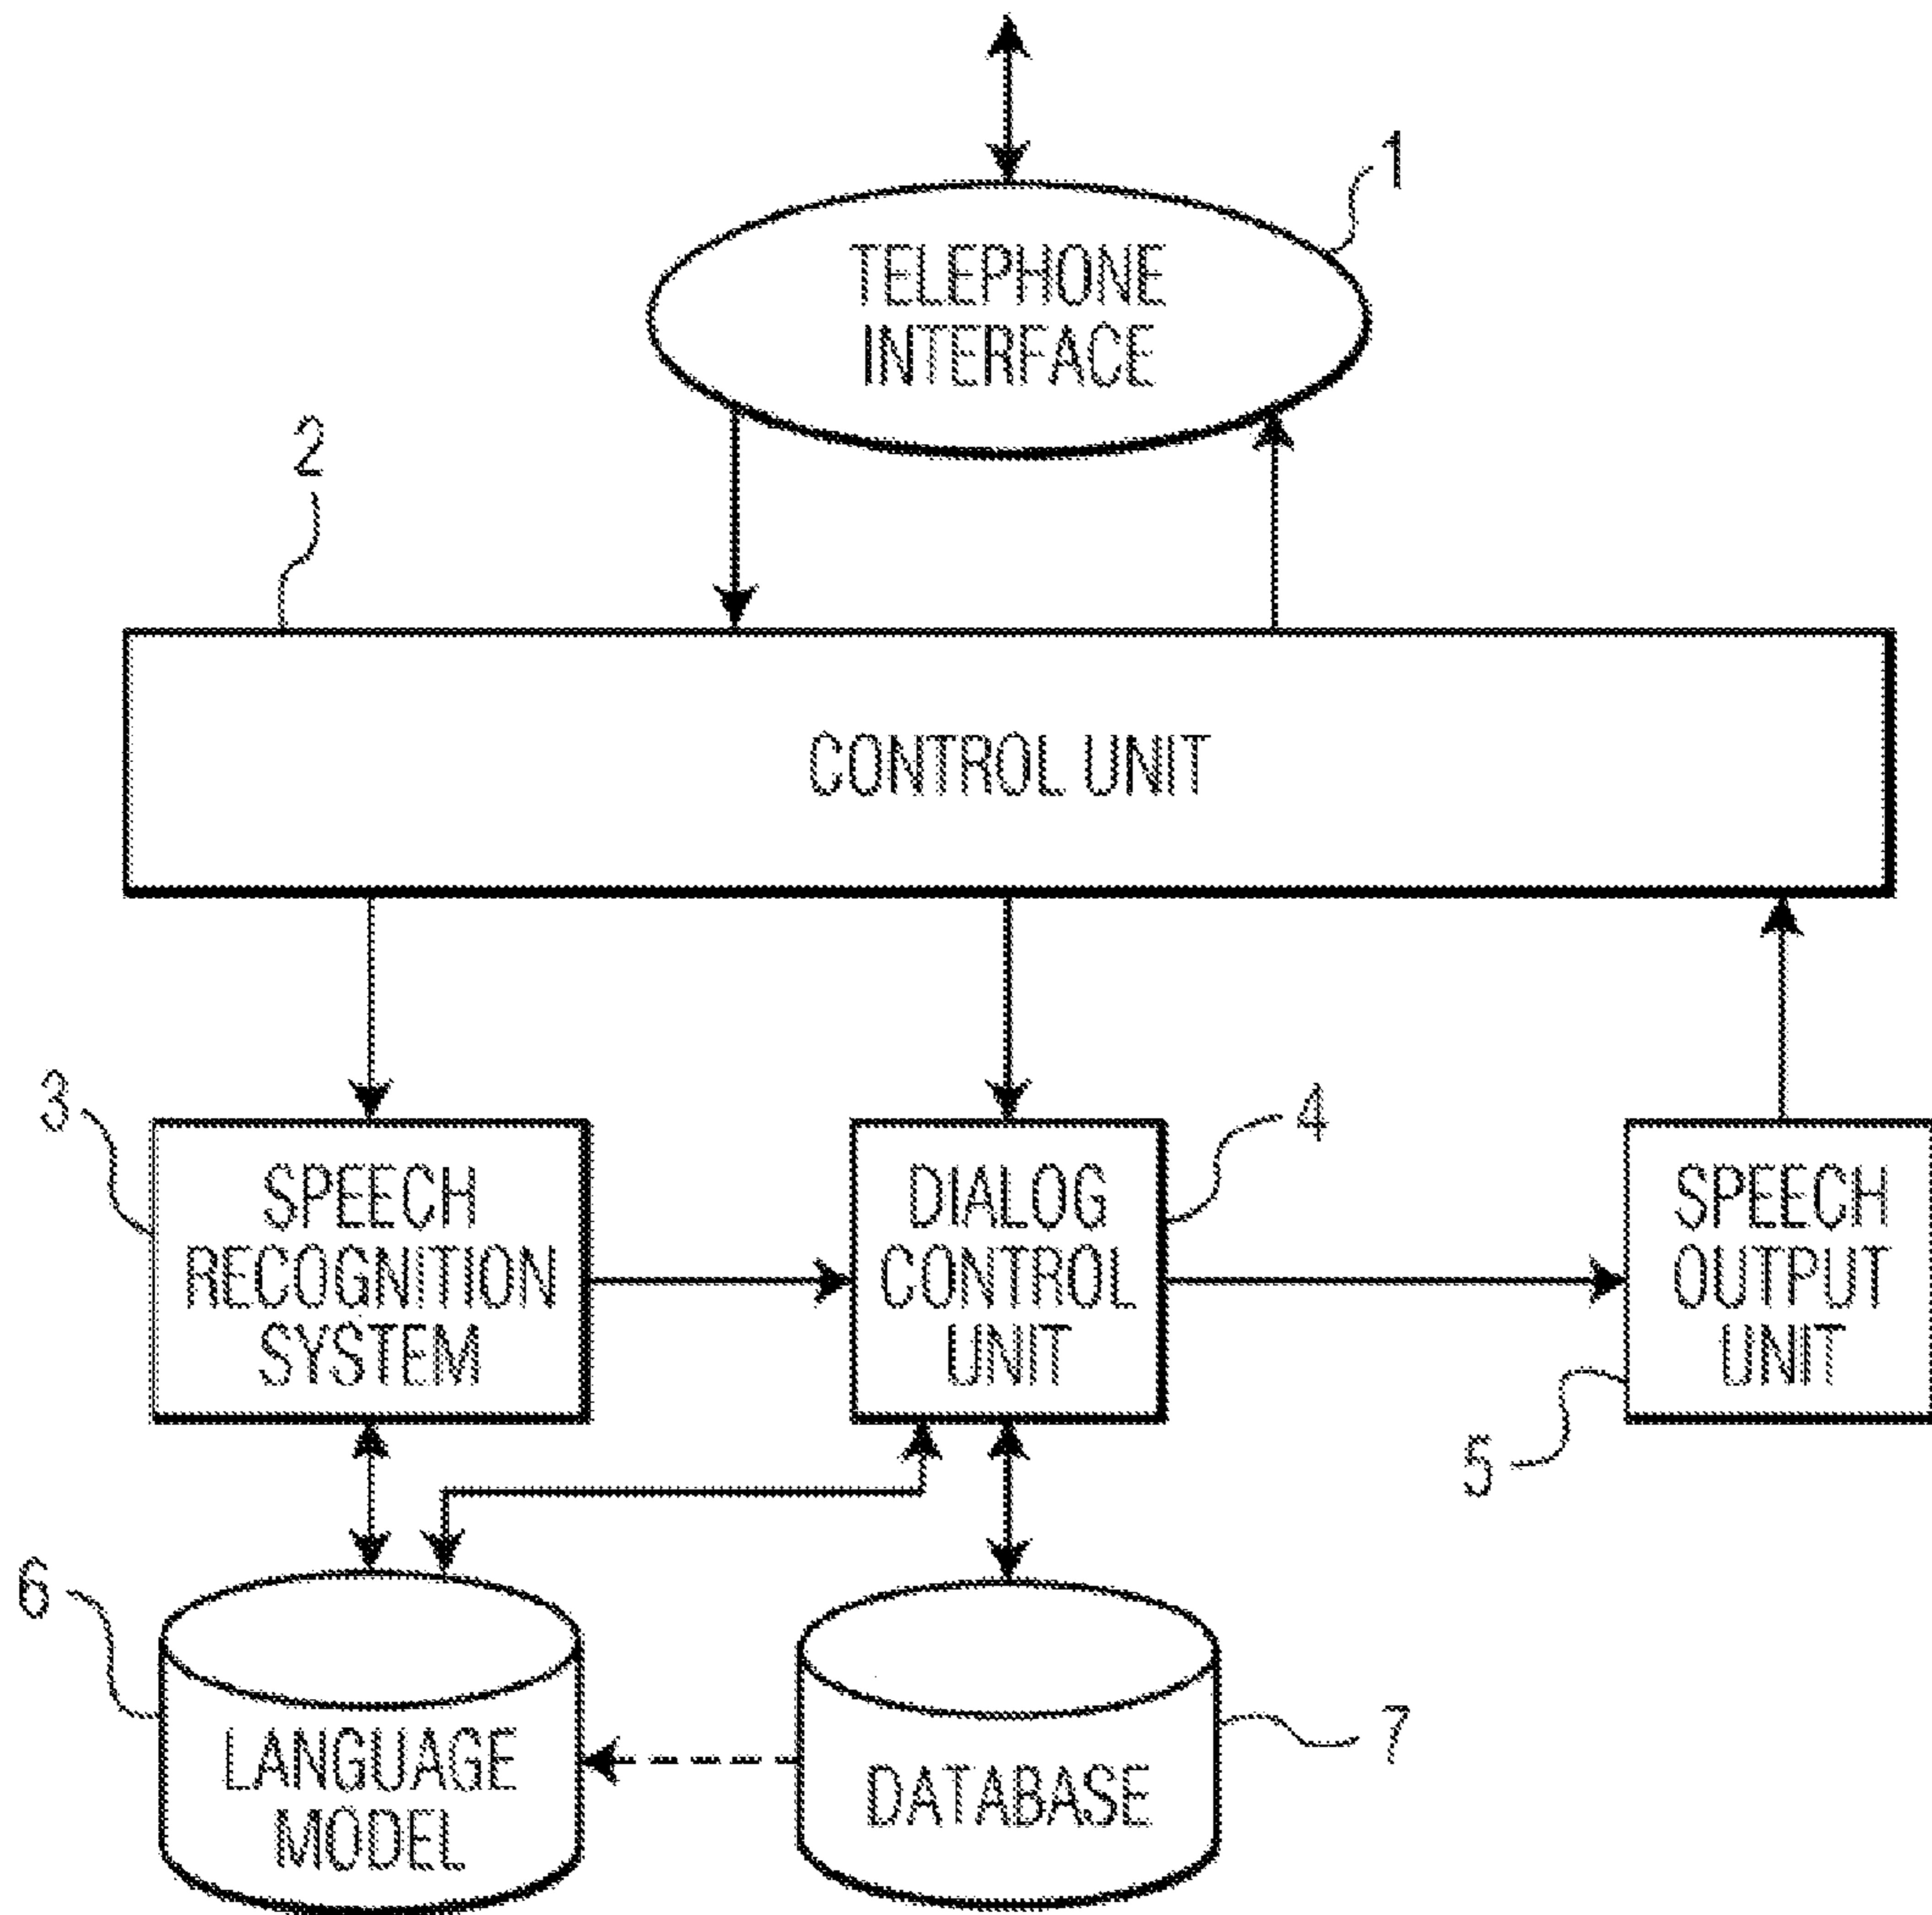 1
TELEPHONE
INTERFACE
2
CONTROL UNIT
3
SPEECH
RECOGNITION
SYSTEM
4
DIALOG
CONTROL
UNIT
5
SPEECH
OUTPUT
UNIT
6
LANGUAGE
MODEL
7
DATABASE